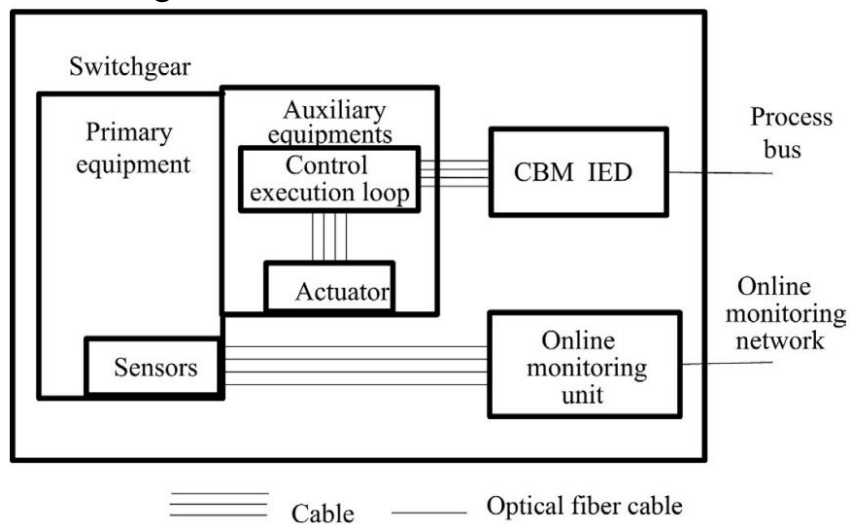 Switchgear
Primary
equipment
Auxiliary
equipments
Control
execution loop
Actuator
Sensors
CBM IED
Online
monitoring
unit
Process
bus
Online
monitoring
network
Cable
Optical fiber cable